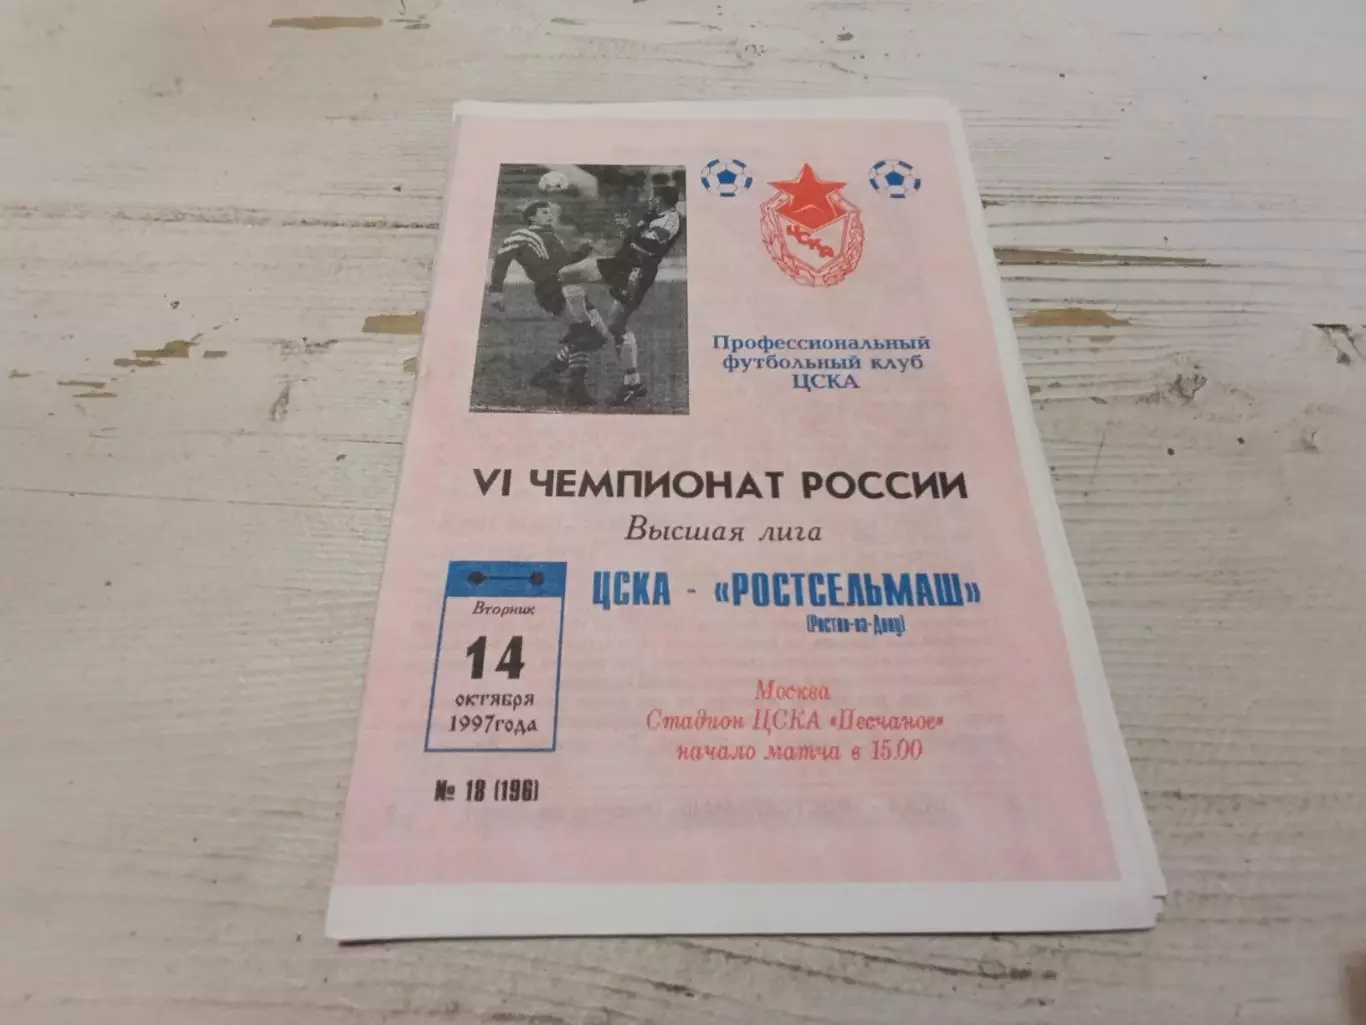 ЦСКА
Профессиональный
футбольный клуб
ЦСКА
VI ЧЕМПИОНАТ РОССИИ
Высшая лига
Вторник
14
октября
1997года
ЦСКА - «РОСТСЕЛЬМАШ»
(Ростов-на-Дону)
Москва
Стадион ЦСКА «Песчаное»
начало матча в 15.00
№ 18 (196)